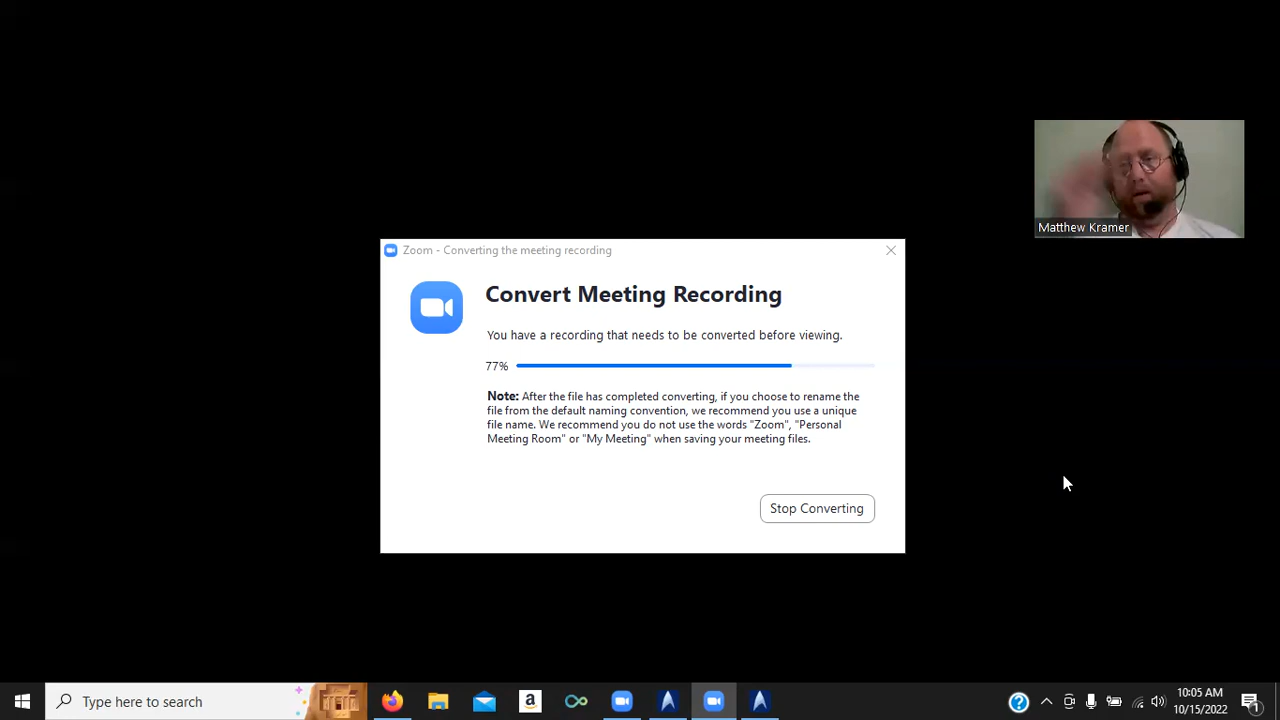 Matthew Kramer
Zoom - Converting the meeting recording
Convert Meeting Recording
You have a recording that needs to be converted before viewing.
77%
Note: After the file has completed converting, if you choose to rename the
file from the default naming convention, we recommend you use a unique
file name. We recommend you do not use the words "Zoom", "Personal
Meeting Room" or "My Meeting" when saving your meeting files.
Stop Converting
Type here to search
a
?
10:05 AM
10/15/2022
1